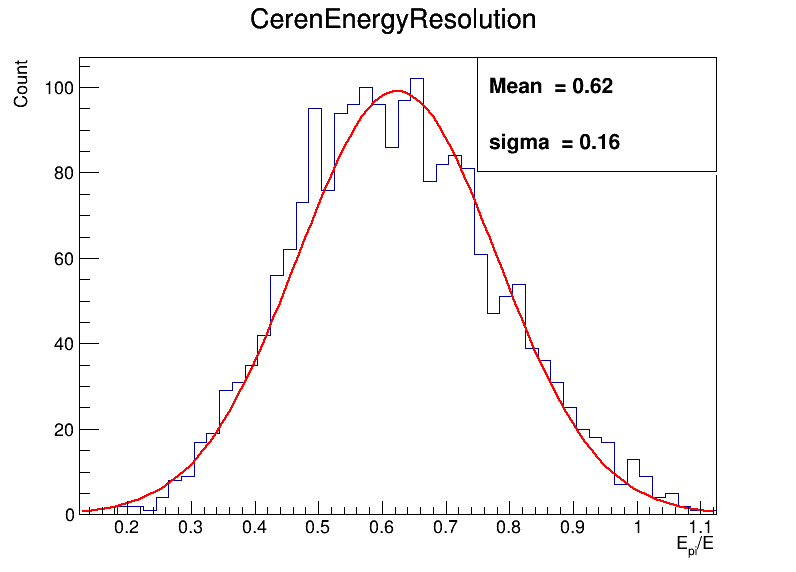 CerenEnergyResolution
Count
Mean = 0.62
sigma = 0.16
100
80
60
40
20
0
0.2 0.3 0.4 0.5 0.6 0.7 0.8 0.9 1 1.1
E_pi/E